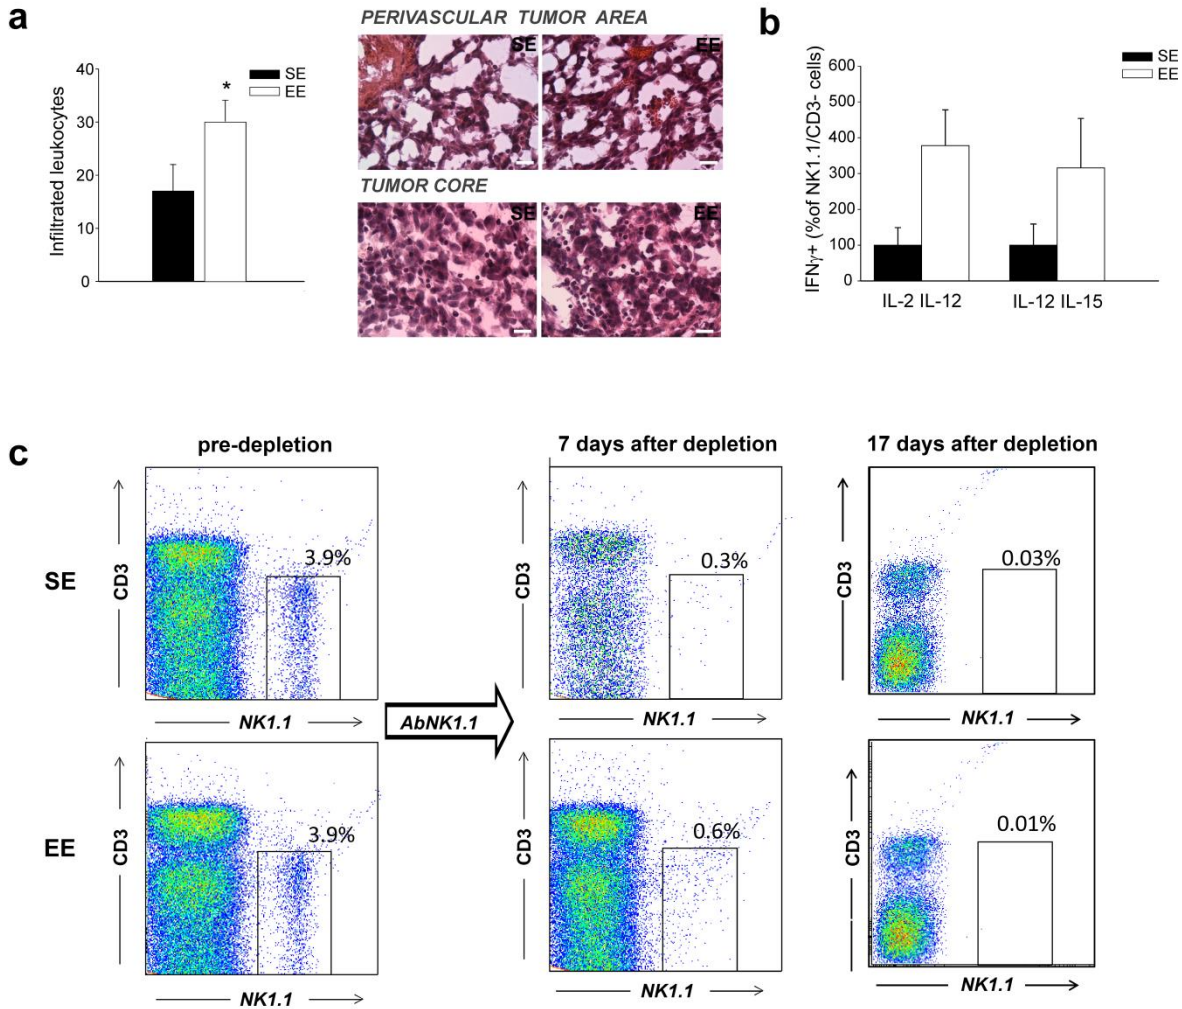 a
PERIVASCULAR TUMOR AREA
SE
EE
40
30
20
10
0
Infiltrated leukocytes
*
SE
EE
TUMOR CORE
SE
EE
b
600
500
400
300
200
100
0
IFNγ+ (%of NK1.1/CD3- cells)
SE
EE
IL-2 IL-12
IL-12 IL-15
c
pre-depletion
7 days after depletion
17 days after depletion
SE
CD3
3.9%
NK1.1
AbNK1.1
CD3
0.3%
NK1.1
CD3
0.03%
NK1.1
EE
CD3
3.9%
NK1.1
CD3
0.6%
NK1.1
CD3
0.01%
NK1.1